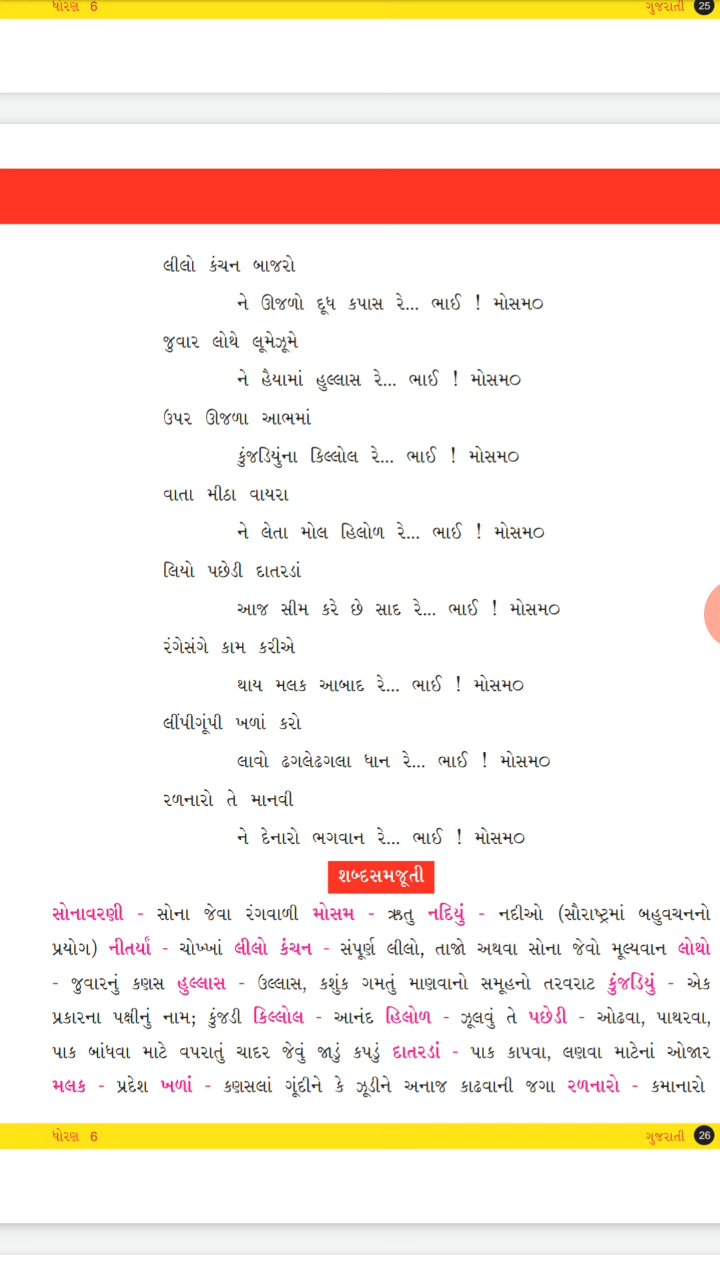 ધોરણ 6 ગુજરાતી 25
લીલો કંચન બાજરો
ને ઊજળો દૂધ કપાસ રે... ભાઈ ! મોસમ૦
જુવાર લોથે લૂમેઝૂમે
ને હૈયામાં હુલ્લાસ રે... ભાઈ ! મોસમ૦
ઉપર ઊજળા આભમાં
કુંજડિયુંના કિલ્લોલ રે... ભાઈ ! મોસમ૦
વાતા મીઠા વાયરા
ને લેતા મોલ હિલોળ રે... ભાઈ ! મોસમ૦
લિયો પછેડી દાતરડાં
આજ સીમ કરે છે સાદ રે... ભાઈ ! મોસમ૦
રંગેસંગે કામ કરીએ
થાય મલક આબાદ રે... ભાઈ ! મોસમ૦
લીંપીગૂંપી ખળાં કરો
લાવો ઢગલેઢગલા ધાન રે... ભાઈ ! મોસમ૦
રળનારો તે માનવી
ને દેનારો ભગવાન રે... ભાઈ ! મોસમ૦
શબ્દસમજૂતી
સોનાવરણી - સોના જેવા રંગવાળી મોસમ - ઋતુ નદિયું - નદીઓ (સૌરાષ્ટ્રમાં બહુવચનનો
પ્રયોગ) નીતર્યાં - ચોખ્ખાં લીલો કંચન - સંપૂર્ણ લીલો, તાજો અથવા સોના જેવો મૂલ્યવાન લોથો
- જુવારનું કણસ હુલ્લાસ - ઉલ્લાસ, કશુંક ગમતું માણવાનો સમૂહનો તરવરાટ કુંજડિયું - એક
પ્રકારના પક્ષીનું નામ; કુંજડી કિલ્લોલ - આનંદ હિલોળ - ઝૂલવું તે પછેડી - ઓઢવા, પાથરવા,
પાક બાંધવા માટે વપરાતું ચાદર જેવું જાડું કપડું દાતરડાં - પાક કાપવા, લણવા માટેનાં ઓજાર
મલક - પ્રદેશ ખળાં - કણસલાં ગૂંદીને કે ઝૂડીને અનાજ કાઢવાની જગા રળનારો - કમાનારો
ધોરણ 6 ગુજરાતી 26